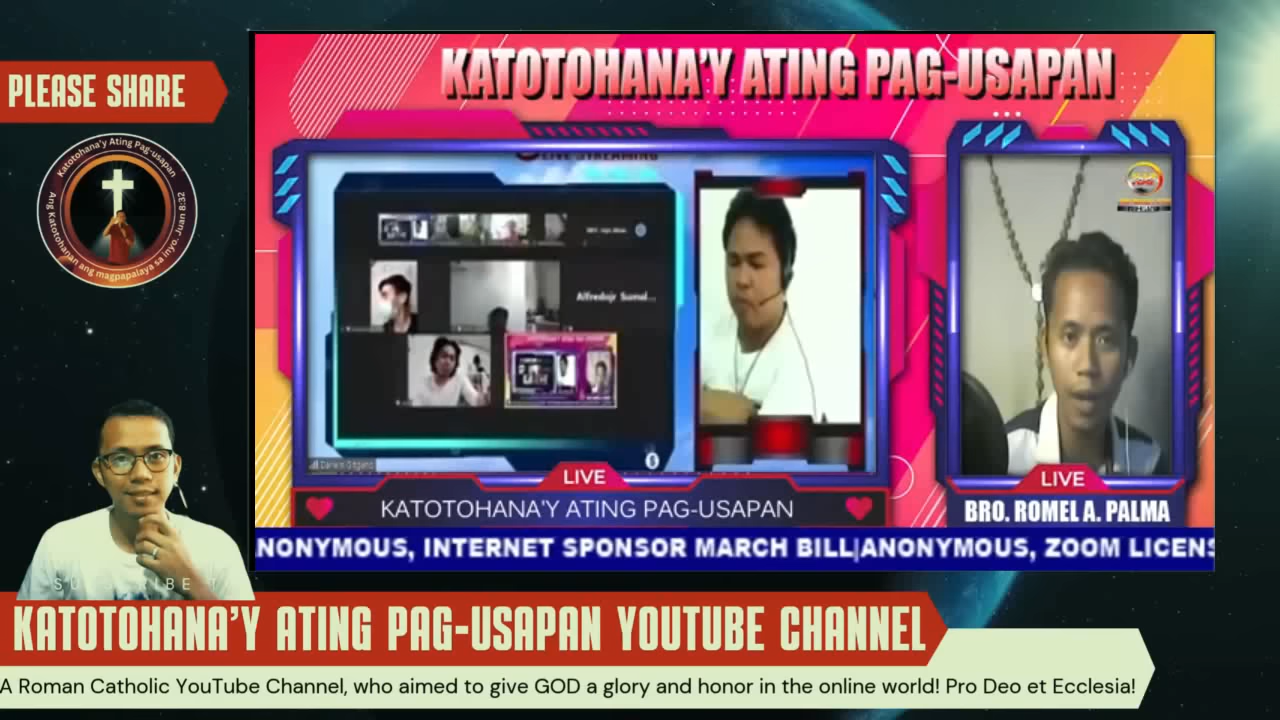 PLEASE SHARE
Katotohana'y Ating Pag-usapan
Ang Katotohanan ang magpapalaya sa inyo. Juan 8:32
KATOTOHANA'Y ATING PAG-USAPAN
LIVE STREAMING
Alfredojr Sumal...
Darwin Gitgano
LIVE
KATOTOHANA'Y ATING PAG-USAPAN
LIVE
BRO. ROMEL A. PALMA
NONYMOUS, INTERNET SPONSOR MARCH BILL|ANONYMOUS, ZOOM LICENS
KATOTOHANA'Y ATING PAG-USAPAN YOUTUBE CHANNEL
A Roman Catholic YouTube Channel, who aimed to give GOD a glory and honor in the online world! Pro Deo et Ecclesia!